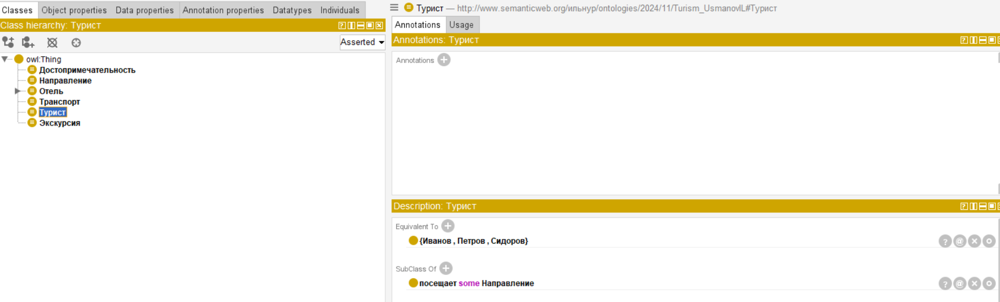 Classes Object properties Data properties Annotation properties Datatypes Individuals
Class hierarchy: Турист
Asserted
owl:Thing
Достопримечательность
Направление
Отель
Транспорт
Турист
Экскурсия
Турист — http://www.semanticweb.org/ильнур/ontologies/2024/11/Turism_UsmanovIL#Турист
Annotations Usage
Annotations: Турист
Annotations
Description: Турист
Equivalent To
{Иванов , Петров , Сидоров}
SubClass Of
посещает some Направление